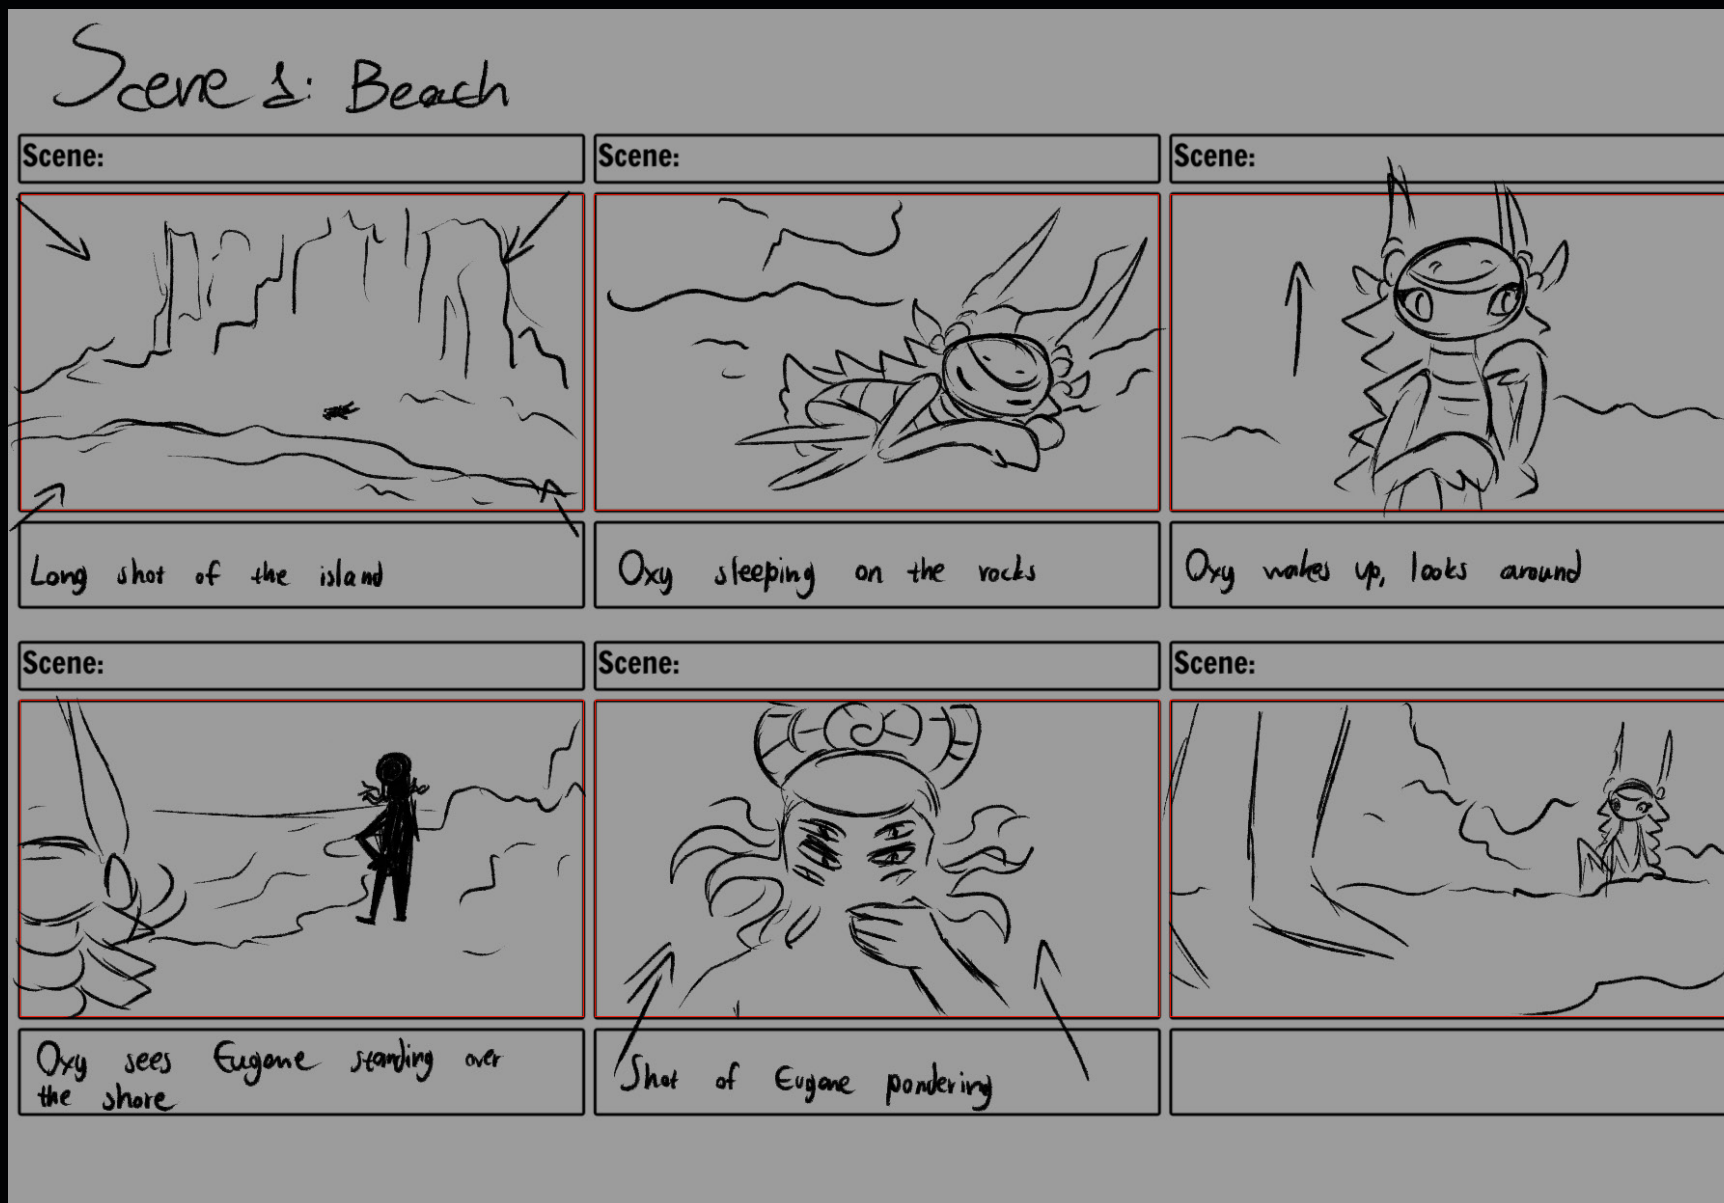 Scene 1: Beach
Scene:
Scene:
Scene:
Long shot of the island
Oxy sleeping on the rocks
Oxy wakes up, looks around
Scene:
Scene:
Scene:
Oxy sees Eugene standing over
the shore
Shot of Eugene pondering